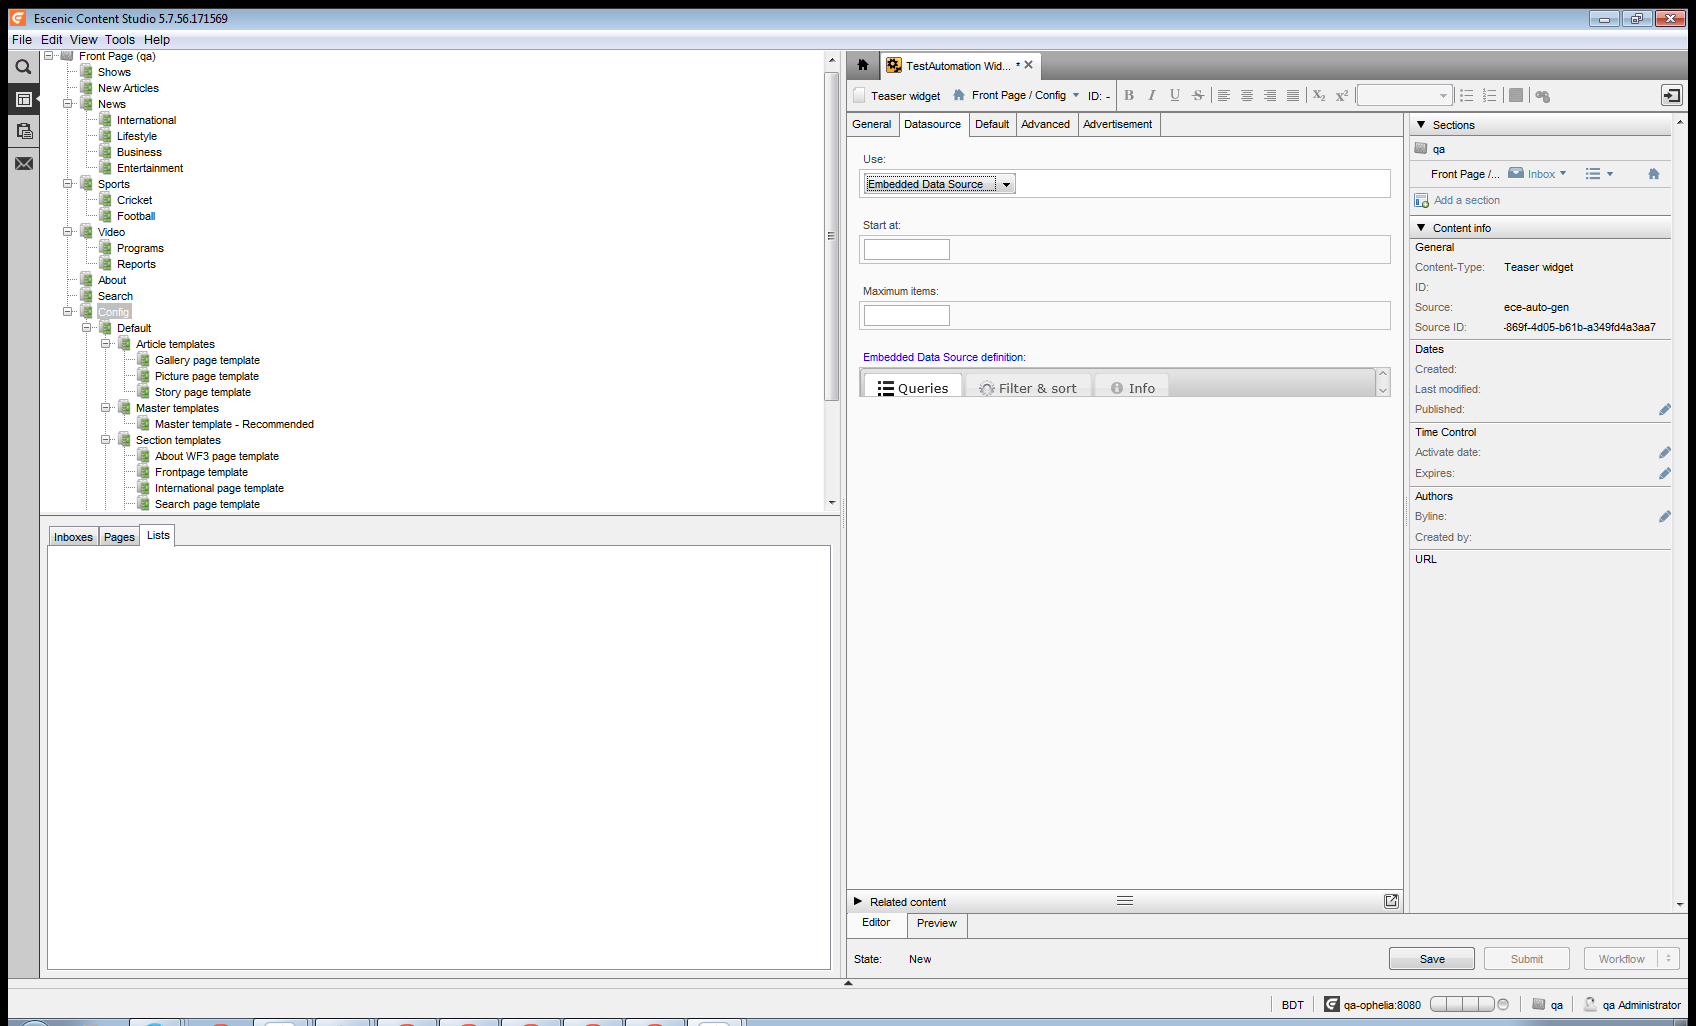 Escenic Content Studio 5.7.56.171569
File Edit View Tools Help
Front Page (qa)
Shows
New Articles
News
International
Lifestyle
Business
Entertainment
Sports
Cricket
Football
Video
Programs
Reports
About
Search
Config
Default
Article templates
Gallery page template
Picture page template
Story page template
Master templates
Master template - Recommended
Section templates
About WF3 page template
Frontpage template
International page template
Search page template
Inboxes Pages Lists
TestAutomation Wid... *
Teaser widget Front Page / Config ID: - B I U S X2 X2
General Datasource Default Advanced Advertisement
Use:
Embedded Data Source
Start at:
Maximum items:
Embedded Data Source definition:
Queries Filter & sort Info
Related content
Editor Preview
State: New Save Submit Workflow
Sections
qa
Front Page /... Inbox
Add a section
Content info
General
Content-Type: Teaser widget
ID:
Source: ece-auto-gen
Source ID: -869f-4d05-b61b-a349fd4a3aa7
Dates
Created:
Last modified:
Published:
Time Control
Activate date:
Expires:
Authors
Byline:
Created by:
URL
BDT qa-ophelia:8080 qa qa Administrator